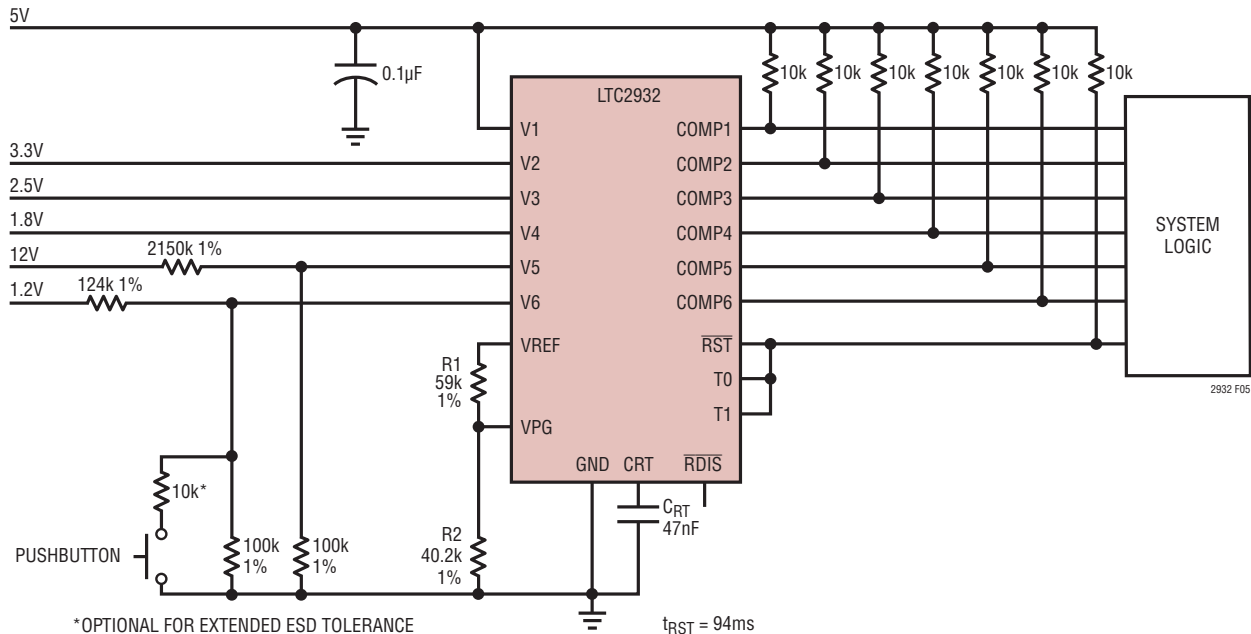 5V
0.1µF
10k
10k
10k
10k
10k
10k
10k
LTC2932
V1
COMP1
3.3V
V2
COMP2
2.5V
V3
COMP3
1.8V
V4
COMP4
SYSTEM
LOGIC
12V
2150k 1%
V5
COMP5
1.2V
124k 1%
V6
COMP6
VREF
RST
R1
59k
1%
T0
T1
2932 F05
VPG
GND
CRT
RDIS
10k*
CRT
47nF
PUSHBUTTON
100k
1%
100k
1%
R2
40.2k
1%
*OPTIONAL FOR EXTENDED ESD TOLERANCE
tRST = 94ms